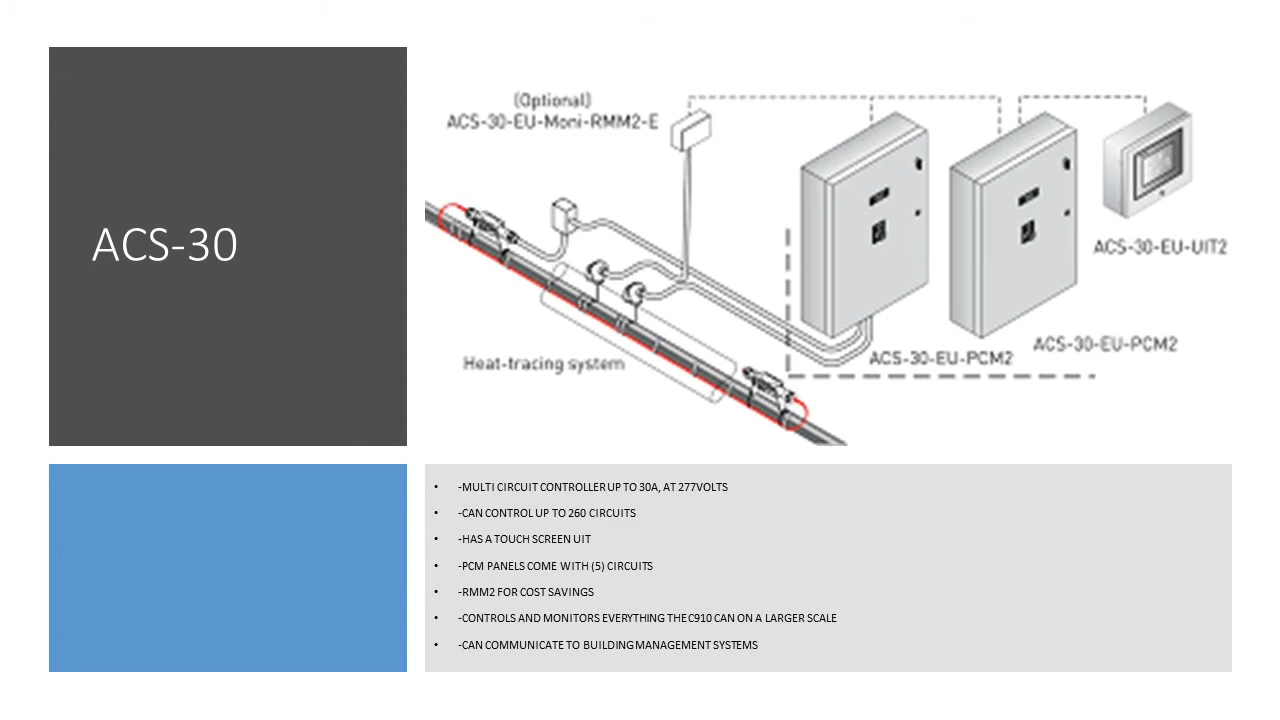 ACS-30
(Optional)
ACS-30-EU-Moni-RMM2-E
ACS-30-EU-UIT2
ACS-30-EU-PCM2
ACS-30-EU-PCM2
Heat-tracing system
• -MULTI CIRCUIT CONTROLLER UP TO 30A, AT 277VOLTS
• -CAN CONTROL UP TO 260 CIRCUITS
• -HAS A TOUCH SCREEN UIT
• -PCM PANELS COME WITH (5) CIRCUITS
• -RMM2 FOR COST SAVINGS
• -CONTROLS AND MONITORS EVERYTHING THE C910 CAN ON A LARGER SCALE
• -CAN COMMUNICATE TO BUILDING MANAGEMENT SYSTEMS